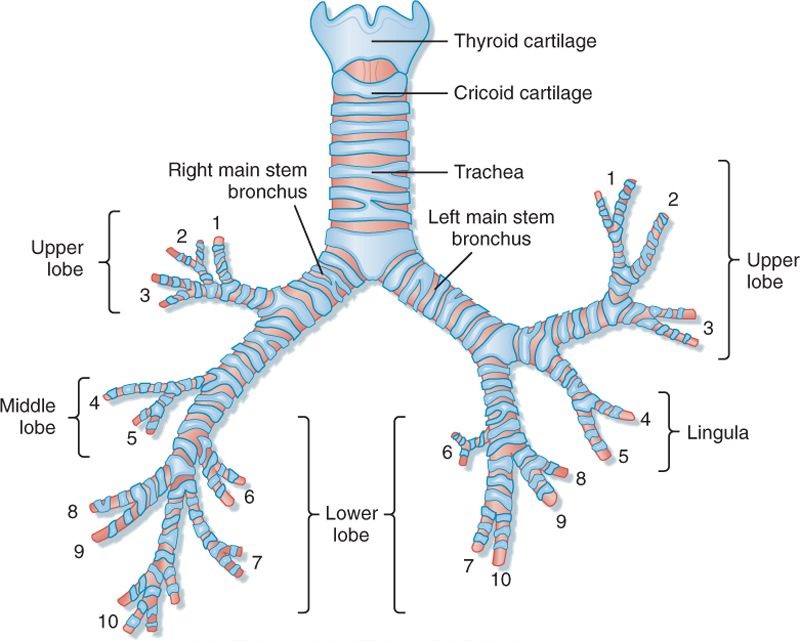 Thyroid cartilage
Cricoid cartilage
Trachea
Right main stem
bronchus
Left main stem
bronchus
Upper
lobe
1
2
3
Middle
lobe
4
5
6
7
8
9
10
Lower
lobe
1
2
3
Upper
lobe
4
5
Lingula
6
7
8
9
10